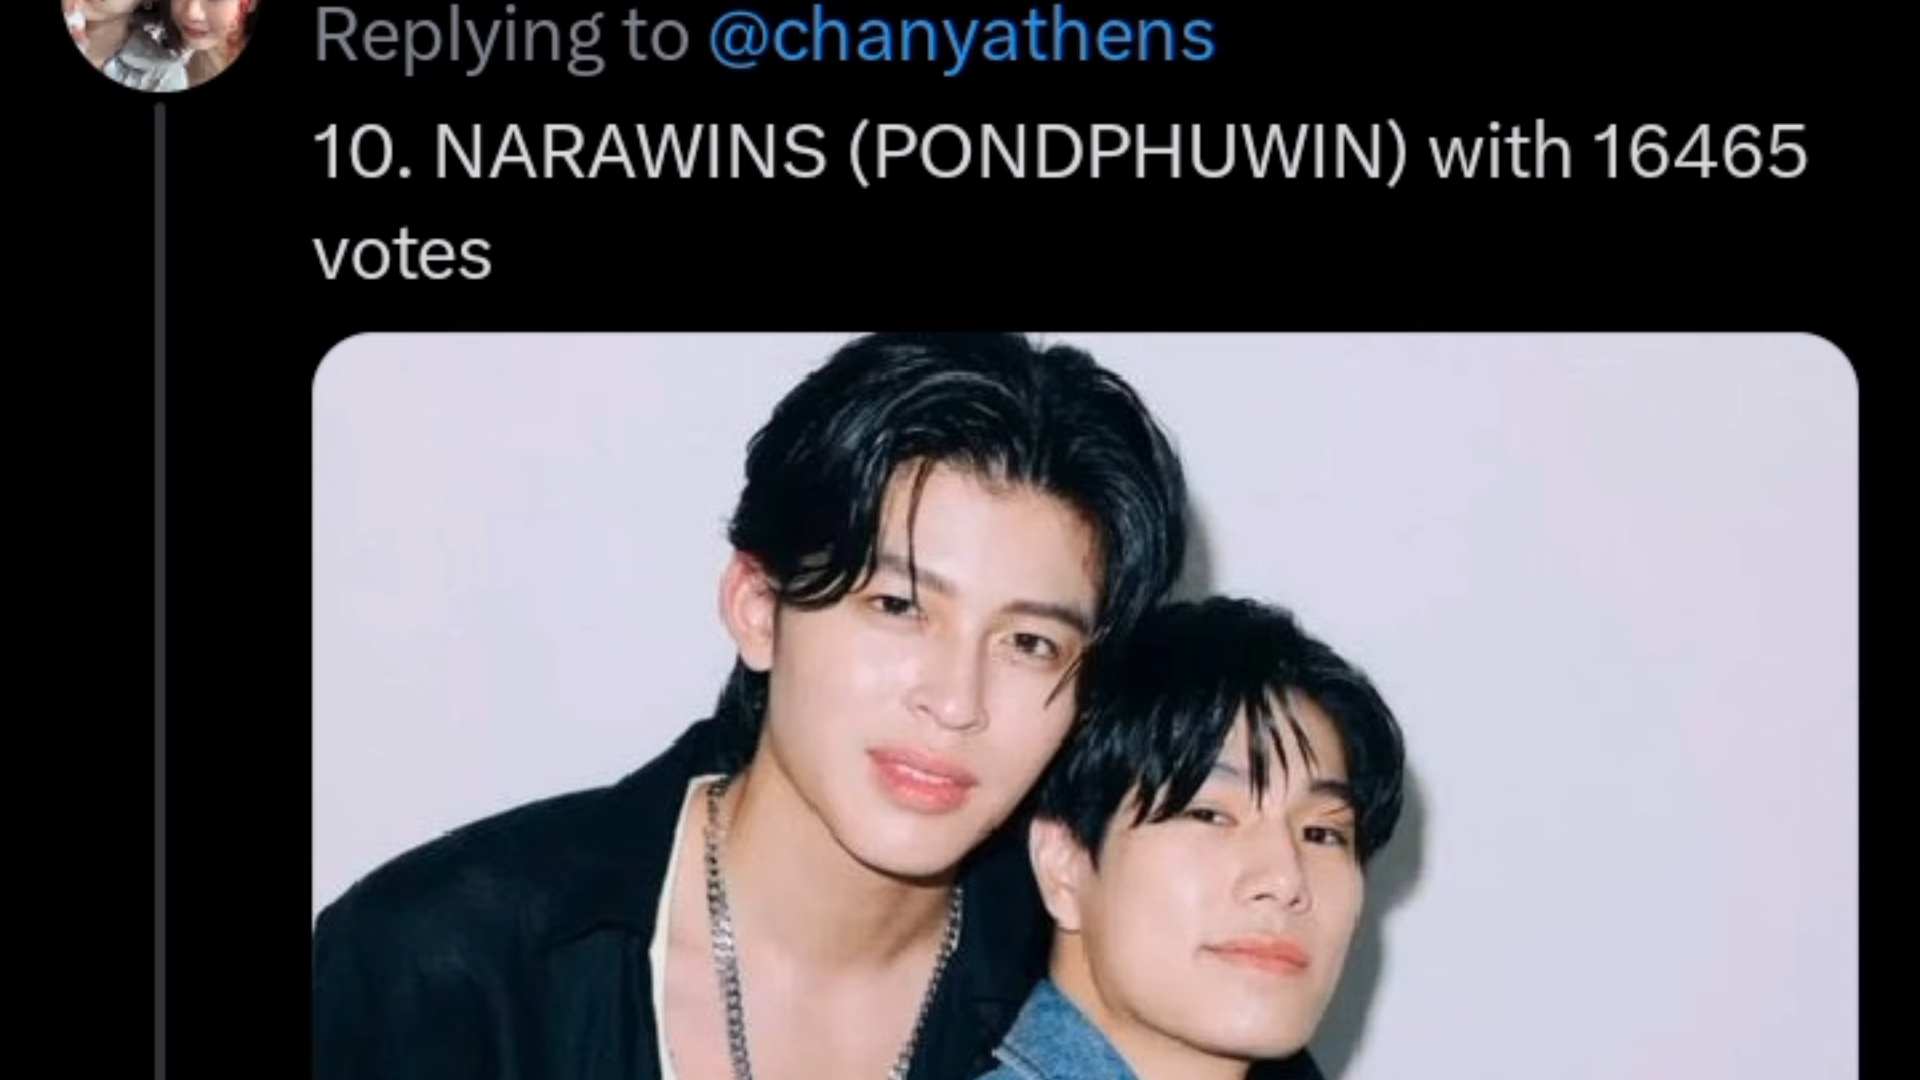 Replying to @chanyathens
10. NARAWINS (PONDPHUWIN) with 16465
votes